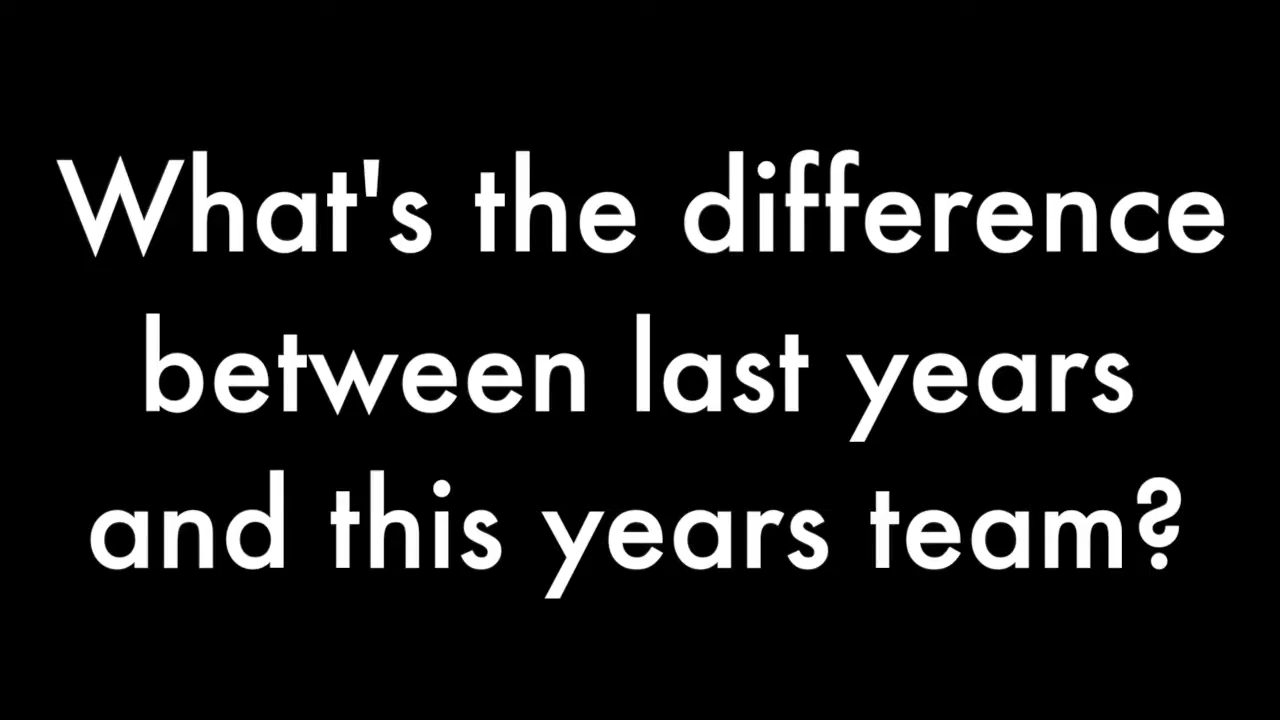 What's the difference
between last years
and this years team?